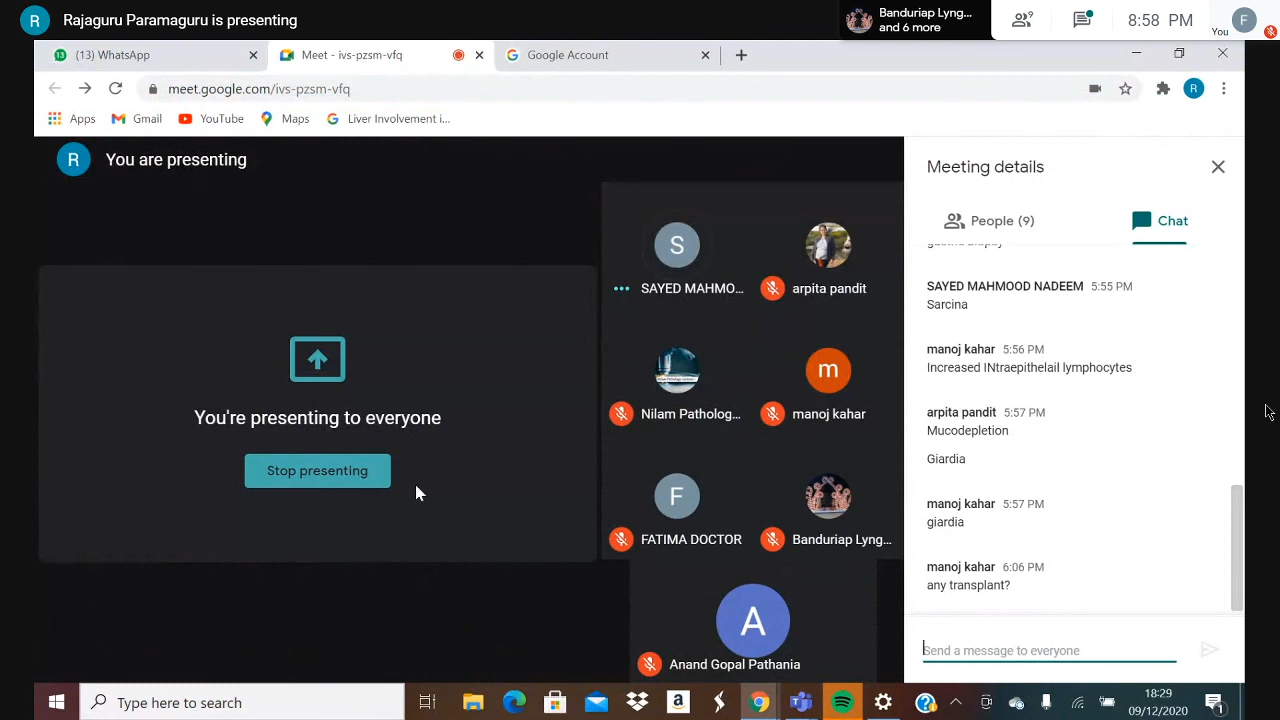 R Rajaguru Paramaguru is presenting
Banduriap Lyng...
and 6 more
9
8:58 PM
F
You
13 (13) WhatsApp
Meet - ivs-pzsm-vfq
Google Account
meet.google.com/ivs-pzsm-vfq
R
Apps
Gmail
YouTube
Maps
Liver Involvement i...
R You are presenting
You're presenting to everyone
Stop presenting
S
SAYED MAHMO...
arpita pandit
Nilam Patholog...
m
manoj kahar
F
FATIMA DOCTOR
Banduriap Lyng...
A
Anand Gopal Pathania
Meeting details
People (9)
Chat
SAYED MAHMOOD NADEEM 5:55 PM
Sarcina
manoj kahar 5:56 PM
Increased INtraepithelail lymphocytes
arpita pandit 5:57 PM
Mucodepletion
Giardia
manoj kahar 5:57 PM
giardia
manoj kahar 6:06 PM
any transplant?
Send a message to everyone
Type here to search
18:29
09/12/2020
1